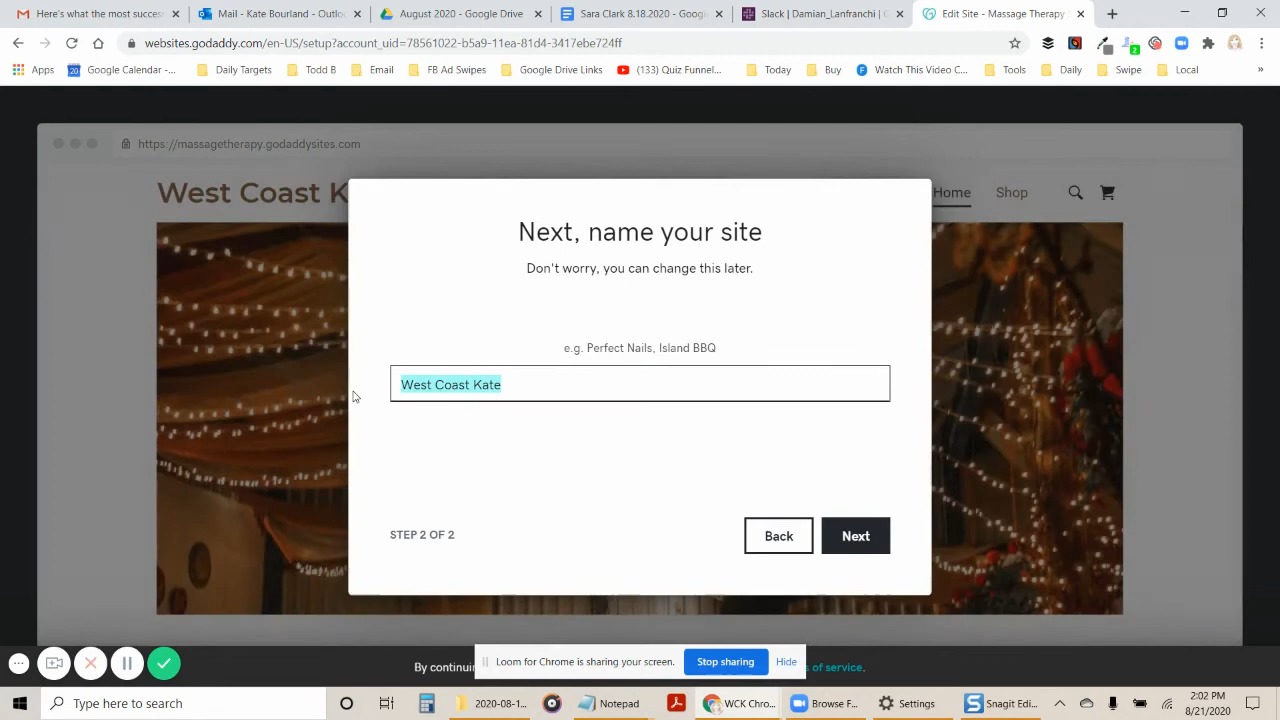 Here's what the most success
Mail - Kate Bourland - Outloo
August 2020 - Google Drive
Sara Clark 8.18.2020 - Googl
Slack | Damian_Lanfranchi | G
Edit Site - Massage Therapy
websites.godaddy.com/en-US/setup?account_uid=78561022-b5a9-11ea-81d4-3417ebe724ff
2
Apps
Google Calendar -...
Daily Targets
Todd B
Email
FB Ad Swipes
Google Drive Links
(133) Quiz Funnel...
Today
Buy
Watch This Video C...
Tools
Daily
Swipe
Local
»
https://massagetherapy.godaddysites.com
West Coast K
Home
Shop
Next, name your site
Don't worry, you can change this later.
e.g. Perfect Nails, Island BBQ
West Coast Kate
STEP 2 OF 2
Back
Next
By continui
s of service.
Loom for Chrome is sharing your screen.
Stop sharing
Hide
Type here to search
2020-08-1...
Notepad
WCK Chro...
Browse F...
Settings
Snagit Edi...
2:02 PM
8/21/2020